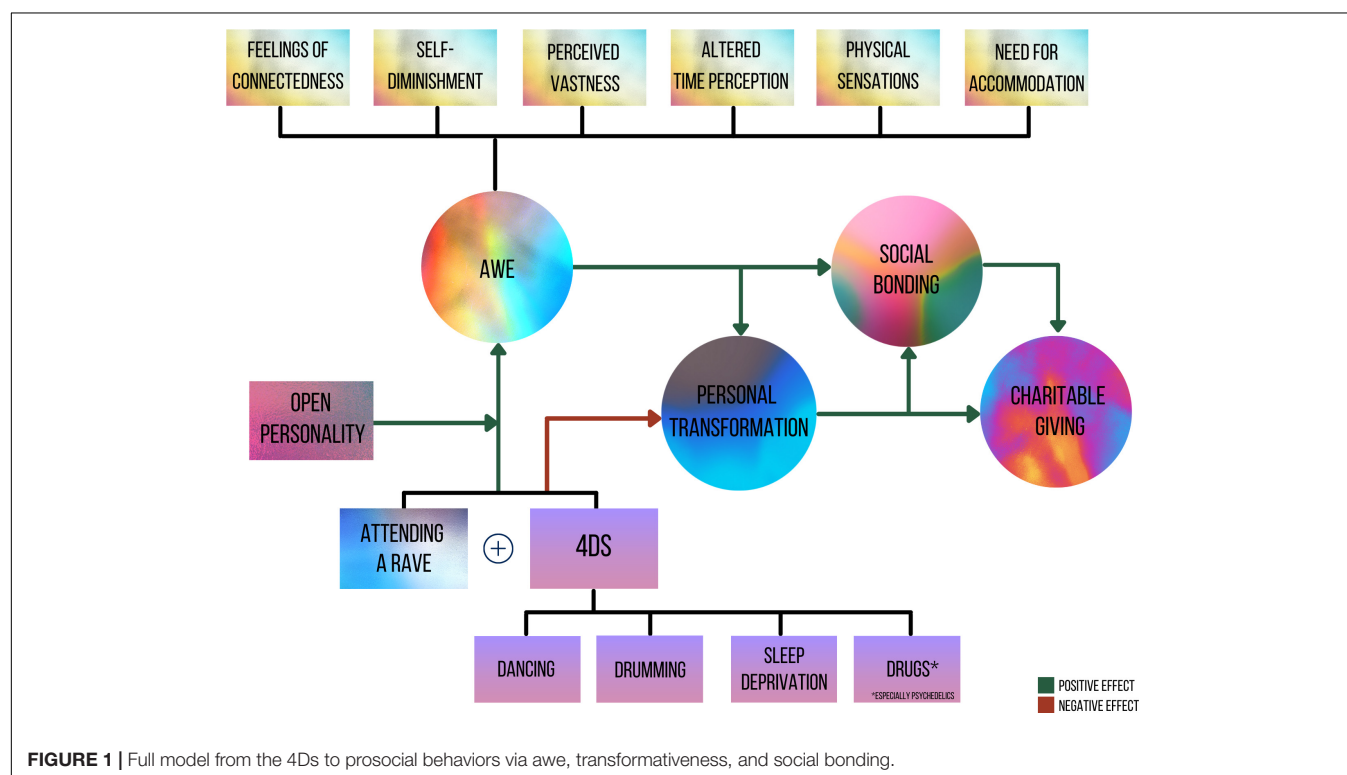 FEELINGS OF
CONNECTEDNESS
SELF-
DIMINISHMENT
PERCEIVED
VASTNESS
ALTERED
TIME PERCEPTION
PHYSICAL
SENSATIONS
NEED FOR
ACCOMMODATION
AWE
SOCIAL
BONDING
OPEN
PERSONALITY
PERSONAL
TRANSFORMATION
CHARITABLE
GIVING
ATTENDING
A RAVE
+
4DS
DANCING
DRUMMING
SLEEP
DEPRIVATION
DRUGS*
*ESPECIALLY PSYCHEDELICS
POSITIVE EFFECT
NEGATIVE EFFECT
FIGURE 1 | Full model from the 4Ds to prosocial behaviors via awe, transformativeness, and social bonding.